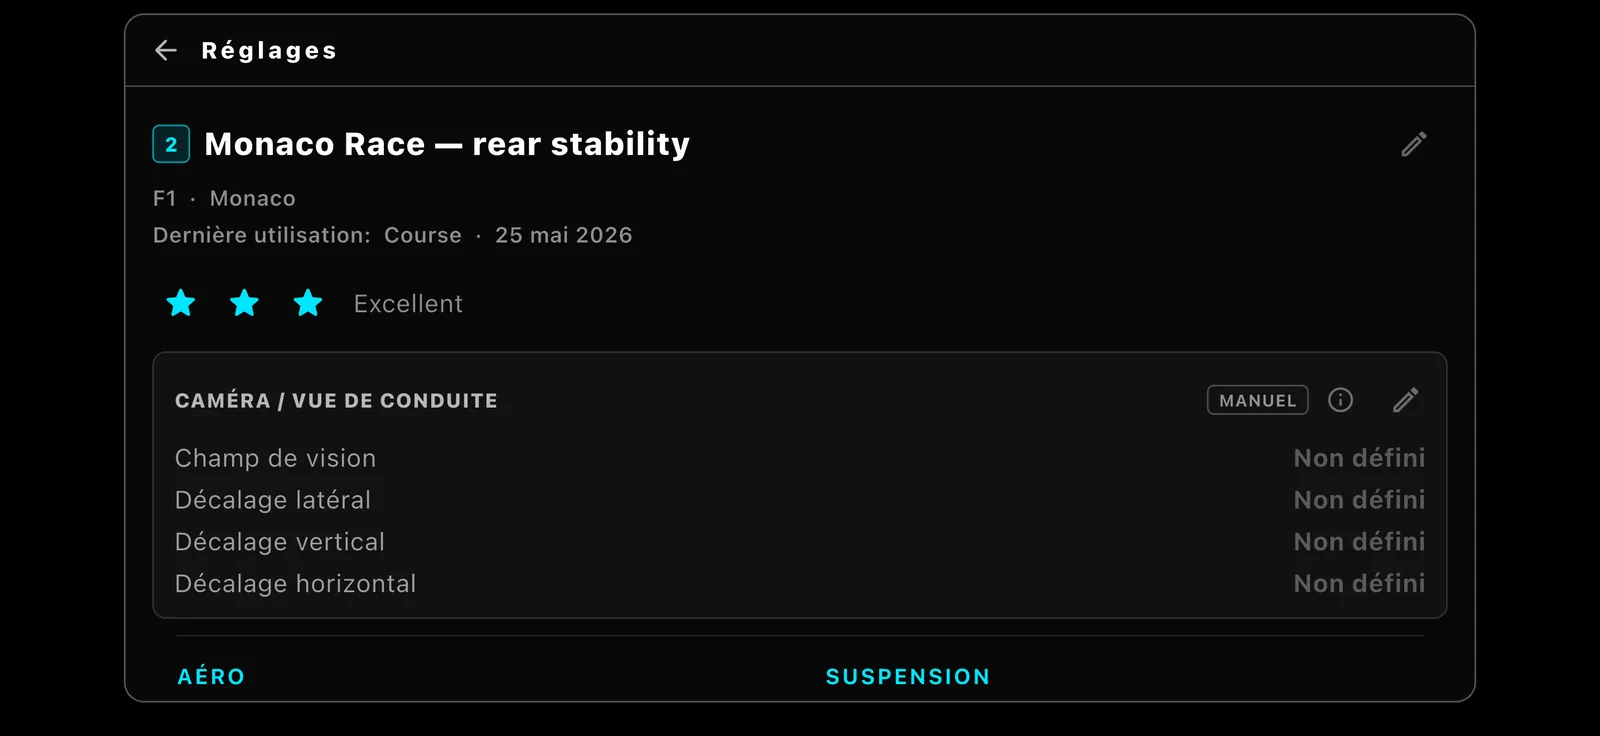 Réglages
2 Monaco Race — rear stability
F1 · Monaco
Dernière utilisation: Course · 25 mai 2026
Excellent
CAMÉRA / VUE DE CONDUITE MANUEL
Champ de vision Non défini
Décalage latéral Non défini
Décalage vertical Non défini
Décalage horizontal Non défini
AÉRO SUSPENSION